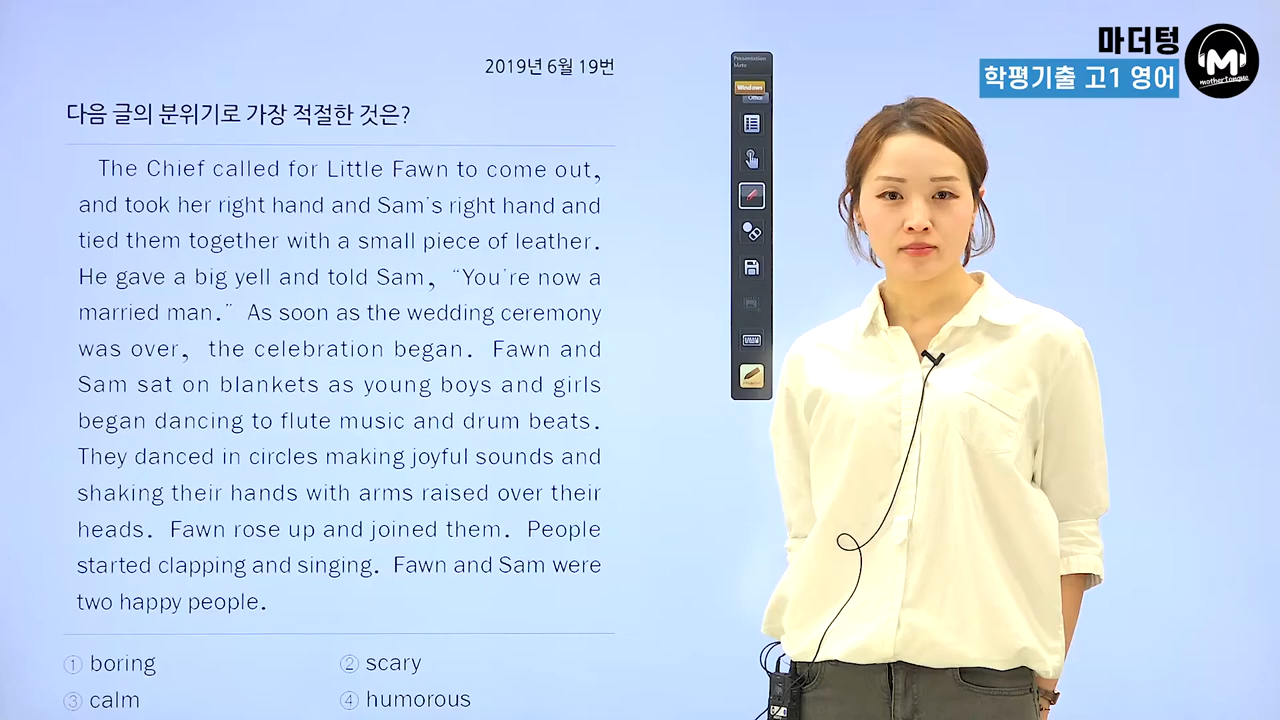 마더텅
학평기출 고1 영어
mothertongue
2019년 6월 19번
다음 글의 분위기로 가장 적절한 것은?
The Chief called for Little Fawn to come out,
and took her right hand and Sam's right hand and
tied them together with a small piece of leather.
He gave a big yell and told Sam, “You're now a
married man.” As soon as the wedding ceremony
was over, the celebration began. Fawn and
Sam sat on blankets as young boys and girls
began dancing to flute music and drum beats.
They danced in circles making joyful sounds and
shaking their hands with arms raised over their
heads. Fawn rose up and joined them. People
started clapping and singing. Fawn and Sam were
two happy people.
① boring ② scary
③ calm ④ humorous
Presentation
Mate
Windows
Office